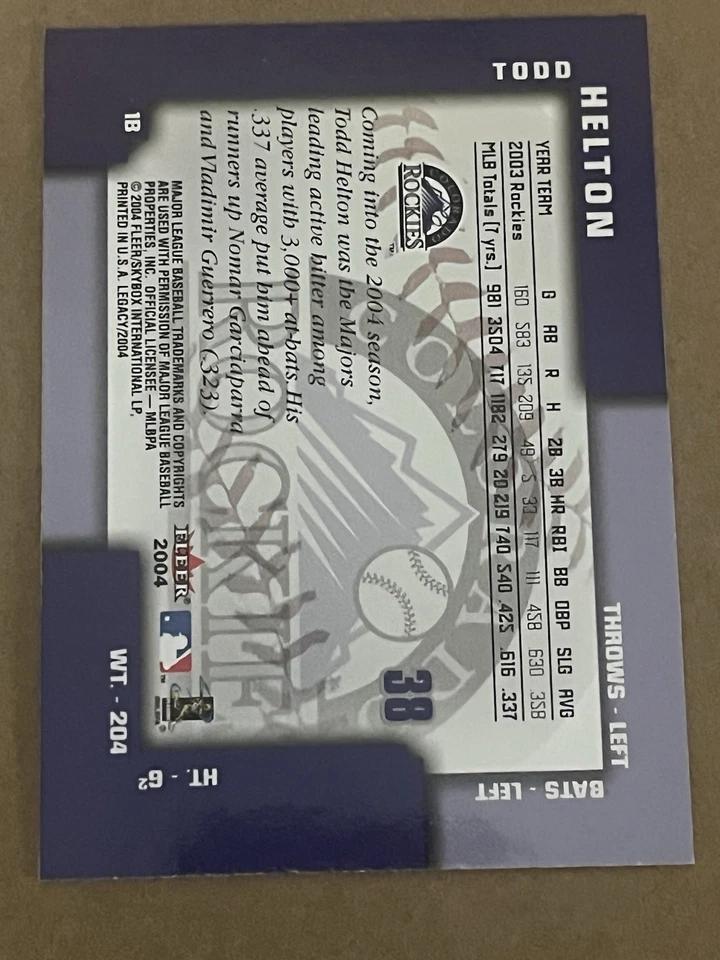 TODD
HELTON
YEAR TEAM G AB R H 2B 3B HR RBI BB OBP SLG AVG
2003 Rockies 160 583 135 209 49 5 33 117 111 .458 .630 .358
MLB Totals (7 yrs.) 981 3504 717 1182 279 20 219 740 540 .425 .616 .337
COLORADO
ROCKIES
TM
Coming into the 2004 season,
Todd Helton was the Majors
leading active hitter among
players with 3,000+ at-bats. His
.337 average put him ahead of
runners up Nomar Garciaparra
and Vladimir Guerrero (.323).
38
COLORADO
ROCKIES
THROWS - LEFT
BATS - LEFT
HT. - 6²
WT. - 204
1B
MAJOR LEAGUE BASEBALL TRADEMARKS AND COPYRIGHTS
ARE USED WITH PERMISSION OF MAJOR LEAGUE BASEBALL
PROPERTIES, INC. OFFICIAL LICENSEE — MLBPA
© 2004 FLEER/SKYBOX INTERNATIONAL LP,
PRINTED IN U.S.A. LEGACY/2004
FLEER®
2004
TM